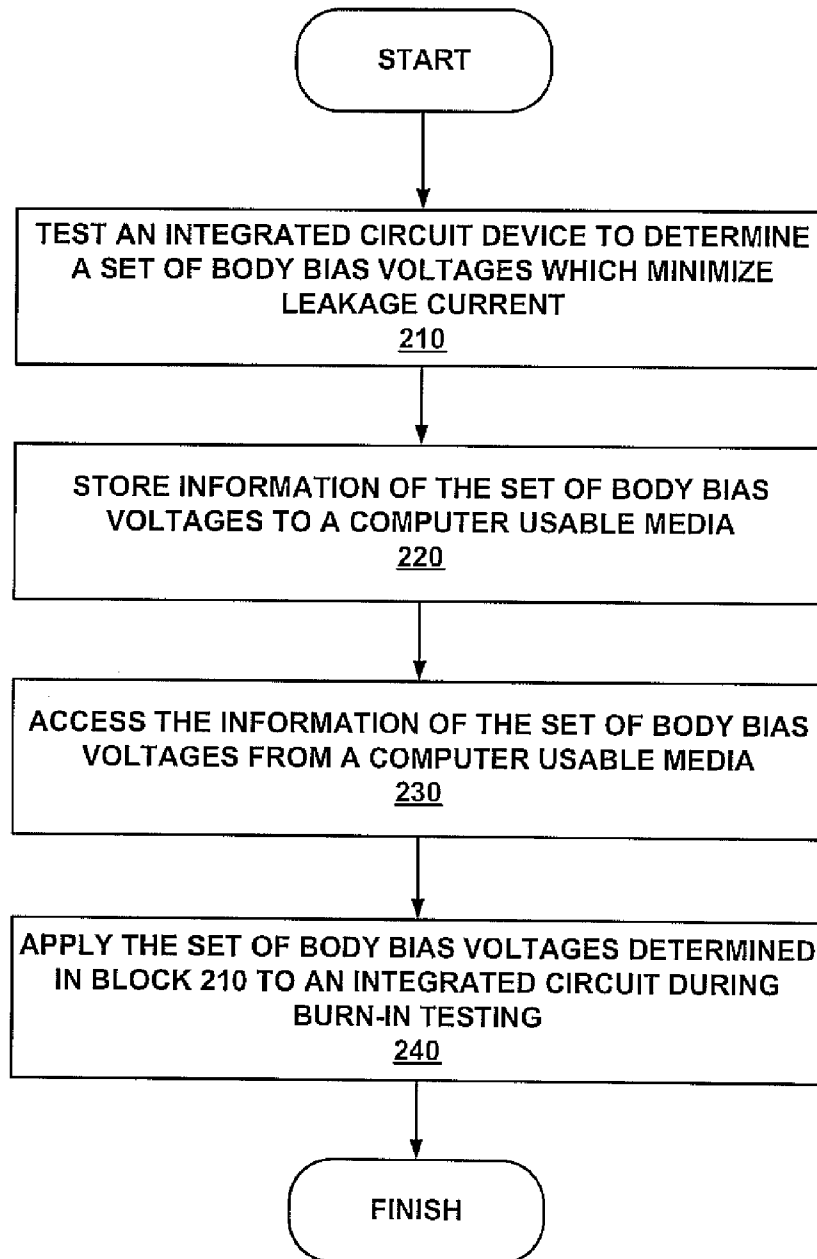 START
TEST AN INTEGRATED CIRCUIT DEVICE TO DETERMINE
A SET OF BODY BIAS VOLTAGES WHICH MINIMIZE
LEAKAGE CURRENT
210
STORE INFORMATION OF THE SET OF BODY BIAS
VOLTAGES TO A COMPUTER USABLE MEDIA
220
ACCESS THE INFORMATION OF THE SET OF BODY BIAS
VOLTAGES FROM A COMPUTER USABLE MEDIA
230
APPLY THE SET OF BODY BIAS VOLTAGES DETERMINED
IN BLOCK 210 TO AN INTEGRATED CIRCUIT DURING
BURN-IN TESTING
240
FINISH